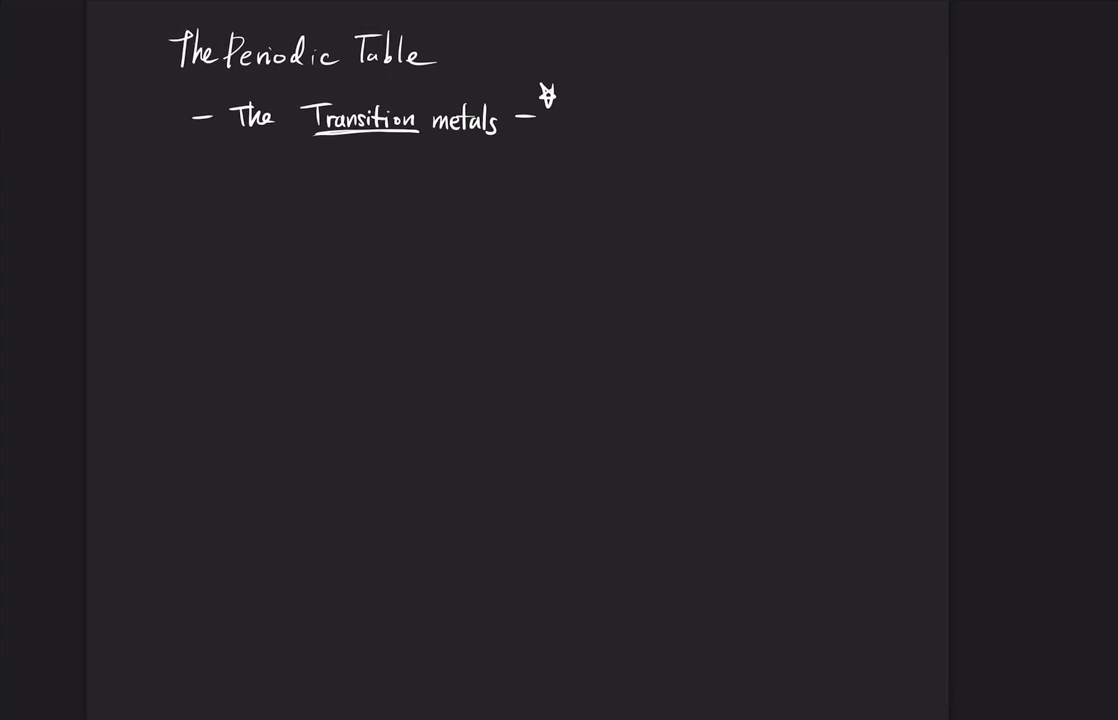 The Periodic Table
- The Transition metals - ☆